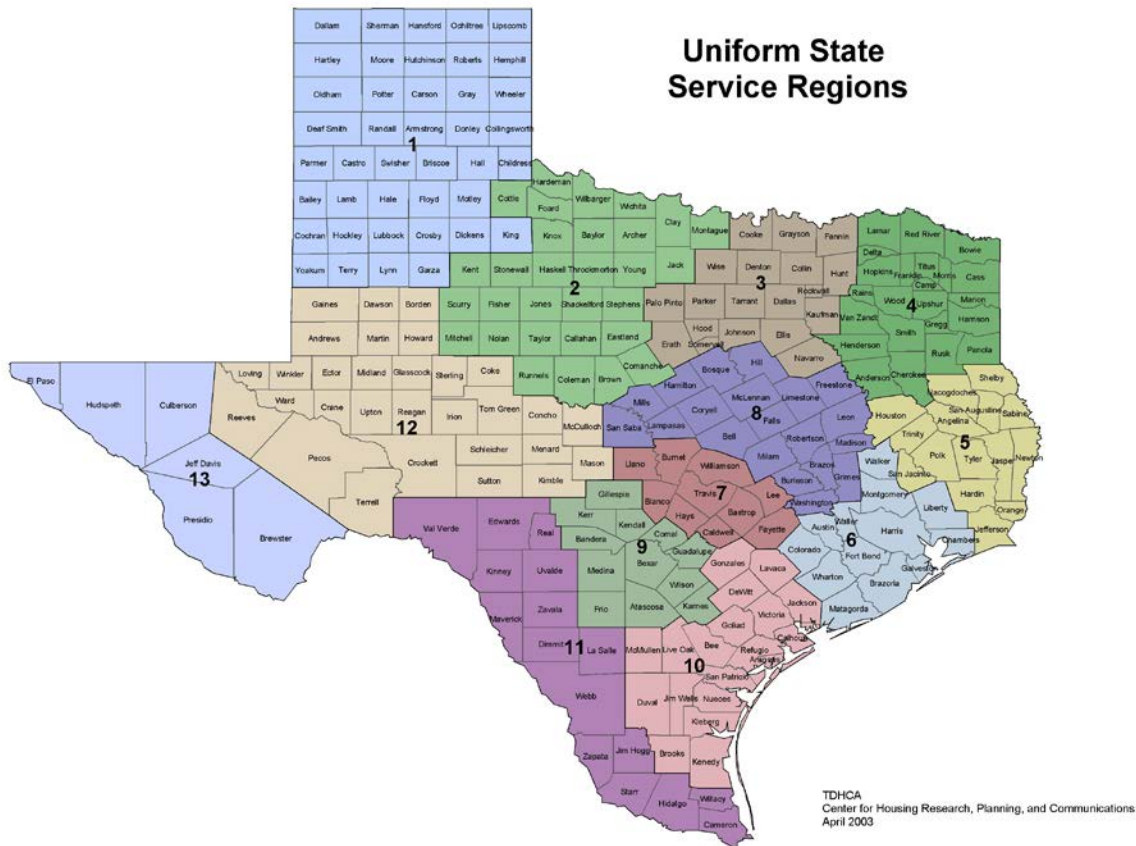 Uniform State
Service Regions
Dallam Sherman Hansford Ochiltree Lipscomb
Hartley Moore Hutchinson Roberts Hemphill
Oldham Potter Carson Gray Wheeler
Deaf Smith Randall Armstrong Donley Collingsworth
1
Parmer Castro Swisher Briscoe Hall Childress
Bailey Lamb Hale Floyd Motley
Cochran Hockley Lubbock Crosby Dickens King
Yoakum Terry Lynn Garza
Hardeman
Cottle Foard Wilbarger Wichita
Clay Montague
Knox Baylor Archer
Jack
Kent Stonewall Haskell Throckmorton Young
2
Scurry Fisher Jones Shackelford Stephens
Mitchell Nolan Taylor Callahan Eastland
Runnels Coleman Brown Comanche
Cooke Grayson Fannin
Wise Denton Collin Hunt
3
Rockwall
Palo Pinto Parker Tarrant Dallas
Kaufman
Hood Johnson Ellis
Erath Somervell
Navarro
Lamar Red River Bowie
Delta
Hopkins Franklin Titus Morris Cass
Camp
Rains Wood Upshur Marion
4
Van Zandt Gregg Harrison
Smith
Henderson Rusk Panola
Anderson Cherokee
Gaines Dawson Borden
Andrews Martin Howard
Loving Winkler Ector Midland Glasscock Sterling Coke
Ward Crane Upton Reagan Irion Tom Green Concho
Reeves
12
McCulloch
Pecos Crockett Schleicher Menard
Mason
Sutton Kimble
Terrell
El Paso
Hudspeth Culberson
Jeff Davis
13
Presidio
Brewster
Hill
Bosque
Hamilton McLennan Limestone Freestone
Mills Coryell
8
Falls Leon
San Saba Lampasas
Bell Robertson Madison
Milam Brazos
Burleson Grimes
Washington
Shelby
Nacogdoches
San Augustine
Houston Angelina Sabine
Trinity
5
Polk Tyler Jasper Newton
San Jacinto
Hardin
Orange
Jefferson
Llano Burnet
Williamson
Blanco Travis
7
Lee
Hays Bastrop
Caldwell Fayette
Walker
Montgomery
Liberty
Austin Waller Harris
6
Chambers
Colorado Fort Bend
Galveston
Wharton Brazoria
Matagorda
Gillespie
Kerr
Kendall Comal
Bandera
9
Guadalupe
Medina Bexar
Wilson
Frio Atascosa Karnes
Val Verde Edwards Real
Kinney Uvalde
Maverick Zavala
Dimmit
11
La Salle
Webb
Zapata Jim Hogg
Starr Hidalgo Willacy
Cameron
Gonzales Lavaca
DeWitt
Jackson
Victoria
Goliad
Calhoun
McMullen Live Oak Bee
Refugio
10
Aransas
San Patricio
Duval Jim Wells Nueces
Kleberg
Brooks Kenedy
TDHCA
Center for Housing Research, Planning, and Communications
April 2003